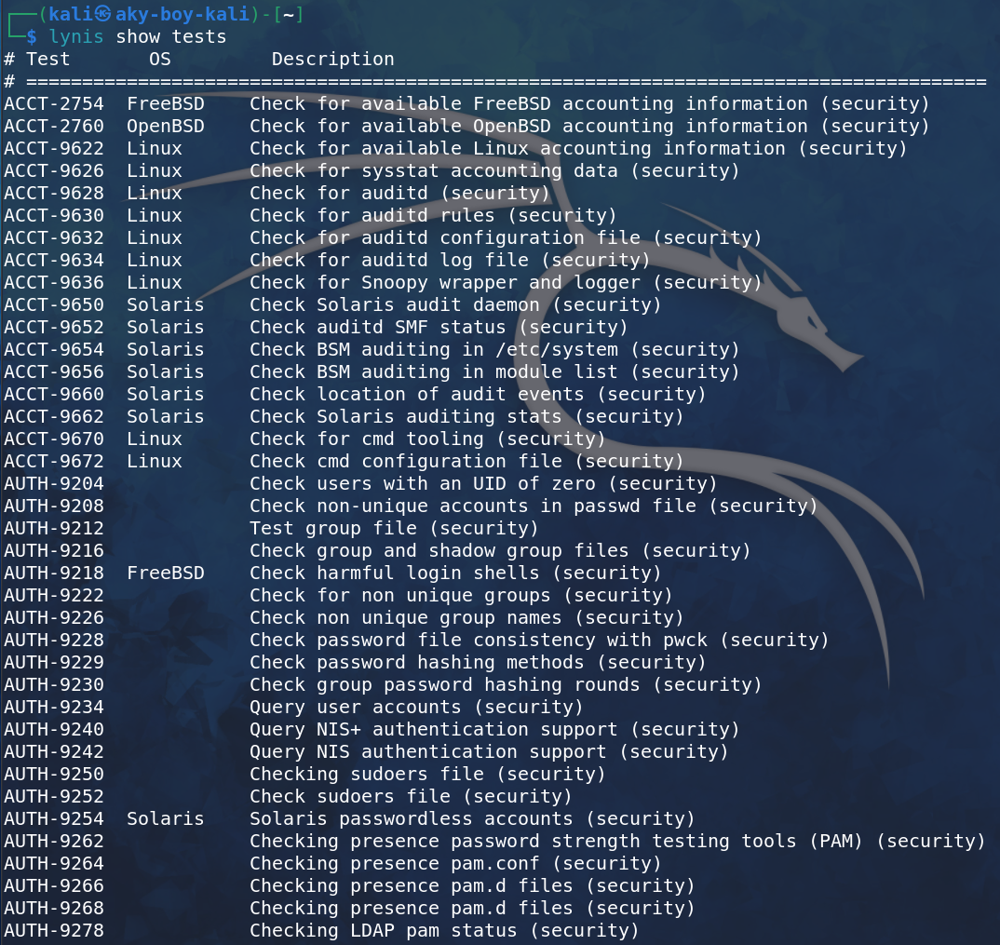 ┌──(kali㉿aky-boy-kali)-[~]
└─$ lynis show tests
# Test       OS         Description
# ======================================================================================
ACCT-2754  FreeBSD    Check for available FreeBSD accounting information (security)
ACCT-2760  OpenBSD    Check for available OpenBSD accounting information (security)
ACCT-9622  Linux      Check for available Linux accounting information (security)
ACCT-9626  Linux      Check for sysstat accounting data (security)
ACCT-9628  Linux      Check for auditd (security)
ACCT-9630  Linux      Check for auditd rules (security)
ACCT-9632  Linux      Check for auditd configuration file (security)
ACCT-9634  Linux      Check for auditd log file (security)
ACCT-9636  Linux      Check for Snoopy wrapper and logger (security)
ACCT-9650  Solaris    Check Solaris audit daemon (security)
ACCT-9652  Solaris    Check auditd SMF status (security)
ACCT-9654  Solaris    Check BSM auditing in /etc/system (security)
ACCT-9656  Solaris    Check BSM auditing in module list (security)
ACCT-9660  Solaris    Check location of audit events (security)
ACCT-9662  Solaris    Check Solaris auditing stats (security)
ACCT-9670  Linux      Check for cmd tooling (security)
ACCT-9672  Linux      Check cmd configuration file (security)
AUTH-9204             Check users with an UID of zero (security)
AUTH-9208             Check non-unique accounts in passwd file (security)
AUTH-9212             Test group file (security)
AUTH-9216             Check group and shadow group files (security)
AUTH-9218  FreeBSD    Check harmful login shells (security)
AUTH-9222             Check for non unique groups (security)
AUTH-9226             Check non unique group names (security)
AUTH-9228             Check password file consistency with pwck (security)
AUTH-9229             Check password hashing methods (security)
AUTH-9230             Check group password hashing rounds (security)
AUTH-9234             Query user accounts (security)
AUTH-9240             Query NIS+ authentication support (security)
AUTH-9242             Query NIS authentication support (security)
AUTH-9250             Checking sudoers file (security)
AUTH-9252             Check sudoers file (security)
AUTH-9254  Solaris    Solaris passwordless accounts (security)
AUTH-9262             Checking presence password strength testing tools (PAM) (security)
AUTH-9264             Checking presence pam.conf (security)
AUTH-9266             Checking presence pam.d files (security)
AUTH-9268             Checking presence pam.d files (security)
AUTH-9278             Checking LDAP pam status (security)